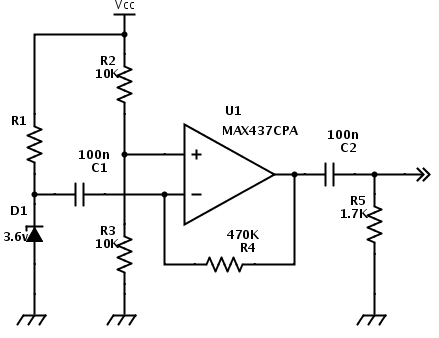 Vcc
R2
10K
U1
MAX437CPA
R1
100n
C1
100n
C2
D1
3.6v
R3
10K
470K
R4
R5
1.7K